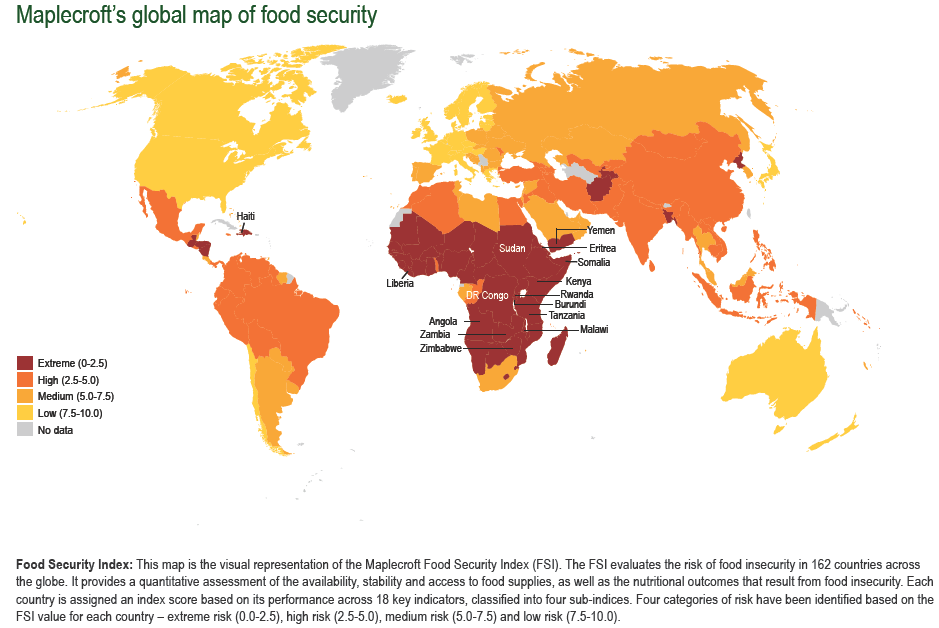 Maplecroft's global map of food security
Haiti
Yemen
Sudan
Eritrea
Somalia
Liberia
Kenya
DR Congo
Rwanda
Burundi
Tanzania
Angola
Malawi
Zambia
Zimbabwe
Extreme (0-2.5)
High (2.5-5.0)
Medium (5.0-7.5)
Low (7.5-10.0)
No data
Food Security Index: This map is the visual representation of the Maplecroft Food Security Index (FSI). The FSI evaluates the risk of food insecurity in 162 countries across
the globe. It provides a quantitative assessment of the availability, stability and access to food supplies, as well as the nutritional outcomes that result from food insecurity. Each
country is assigned an index score based on its performance across 18 key indicators, classified into four sub-indices. Four categories of risk have been identified based on the
FSI value for each country – extreme risk (0.0-2.5), high risk (2.5-5.0), medium risk (5.0-7.5) and low risk (7.5-10.0).